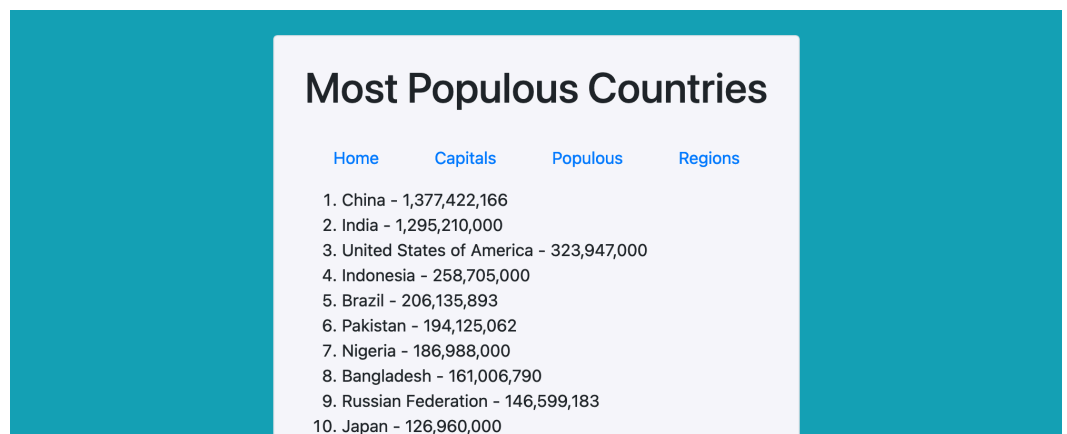 Most Populous Countries
Home Capitals Populous Regions
1. China - 1,377,422,166
2. India - 1,295,210,000
3. United States of America - 323,947,000
4. Indonesia - 258,705,000
5. Brazil - 206,135,893
6. Pakistan - 194,125,062
7. Nigeria - 186,988,000
8. Bangladesh - 161,006,790
9. Russian Federation - 146,599,183
10. Japan - 126,960,000